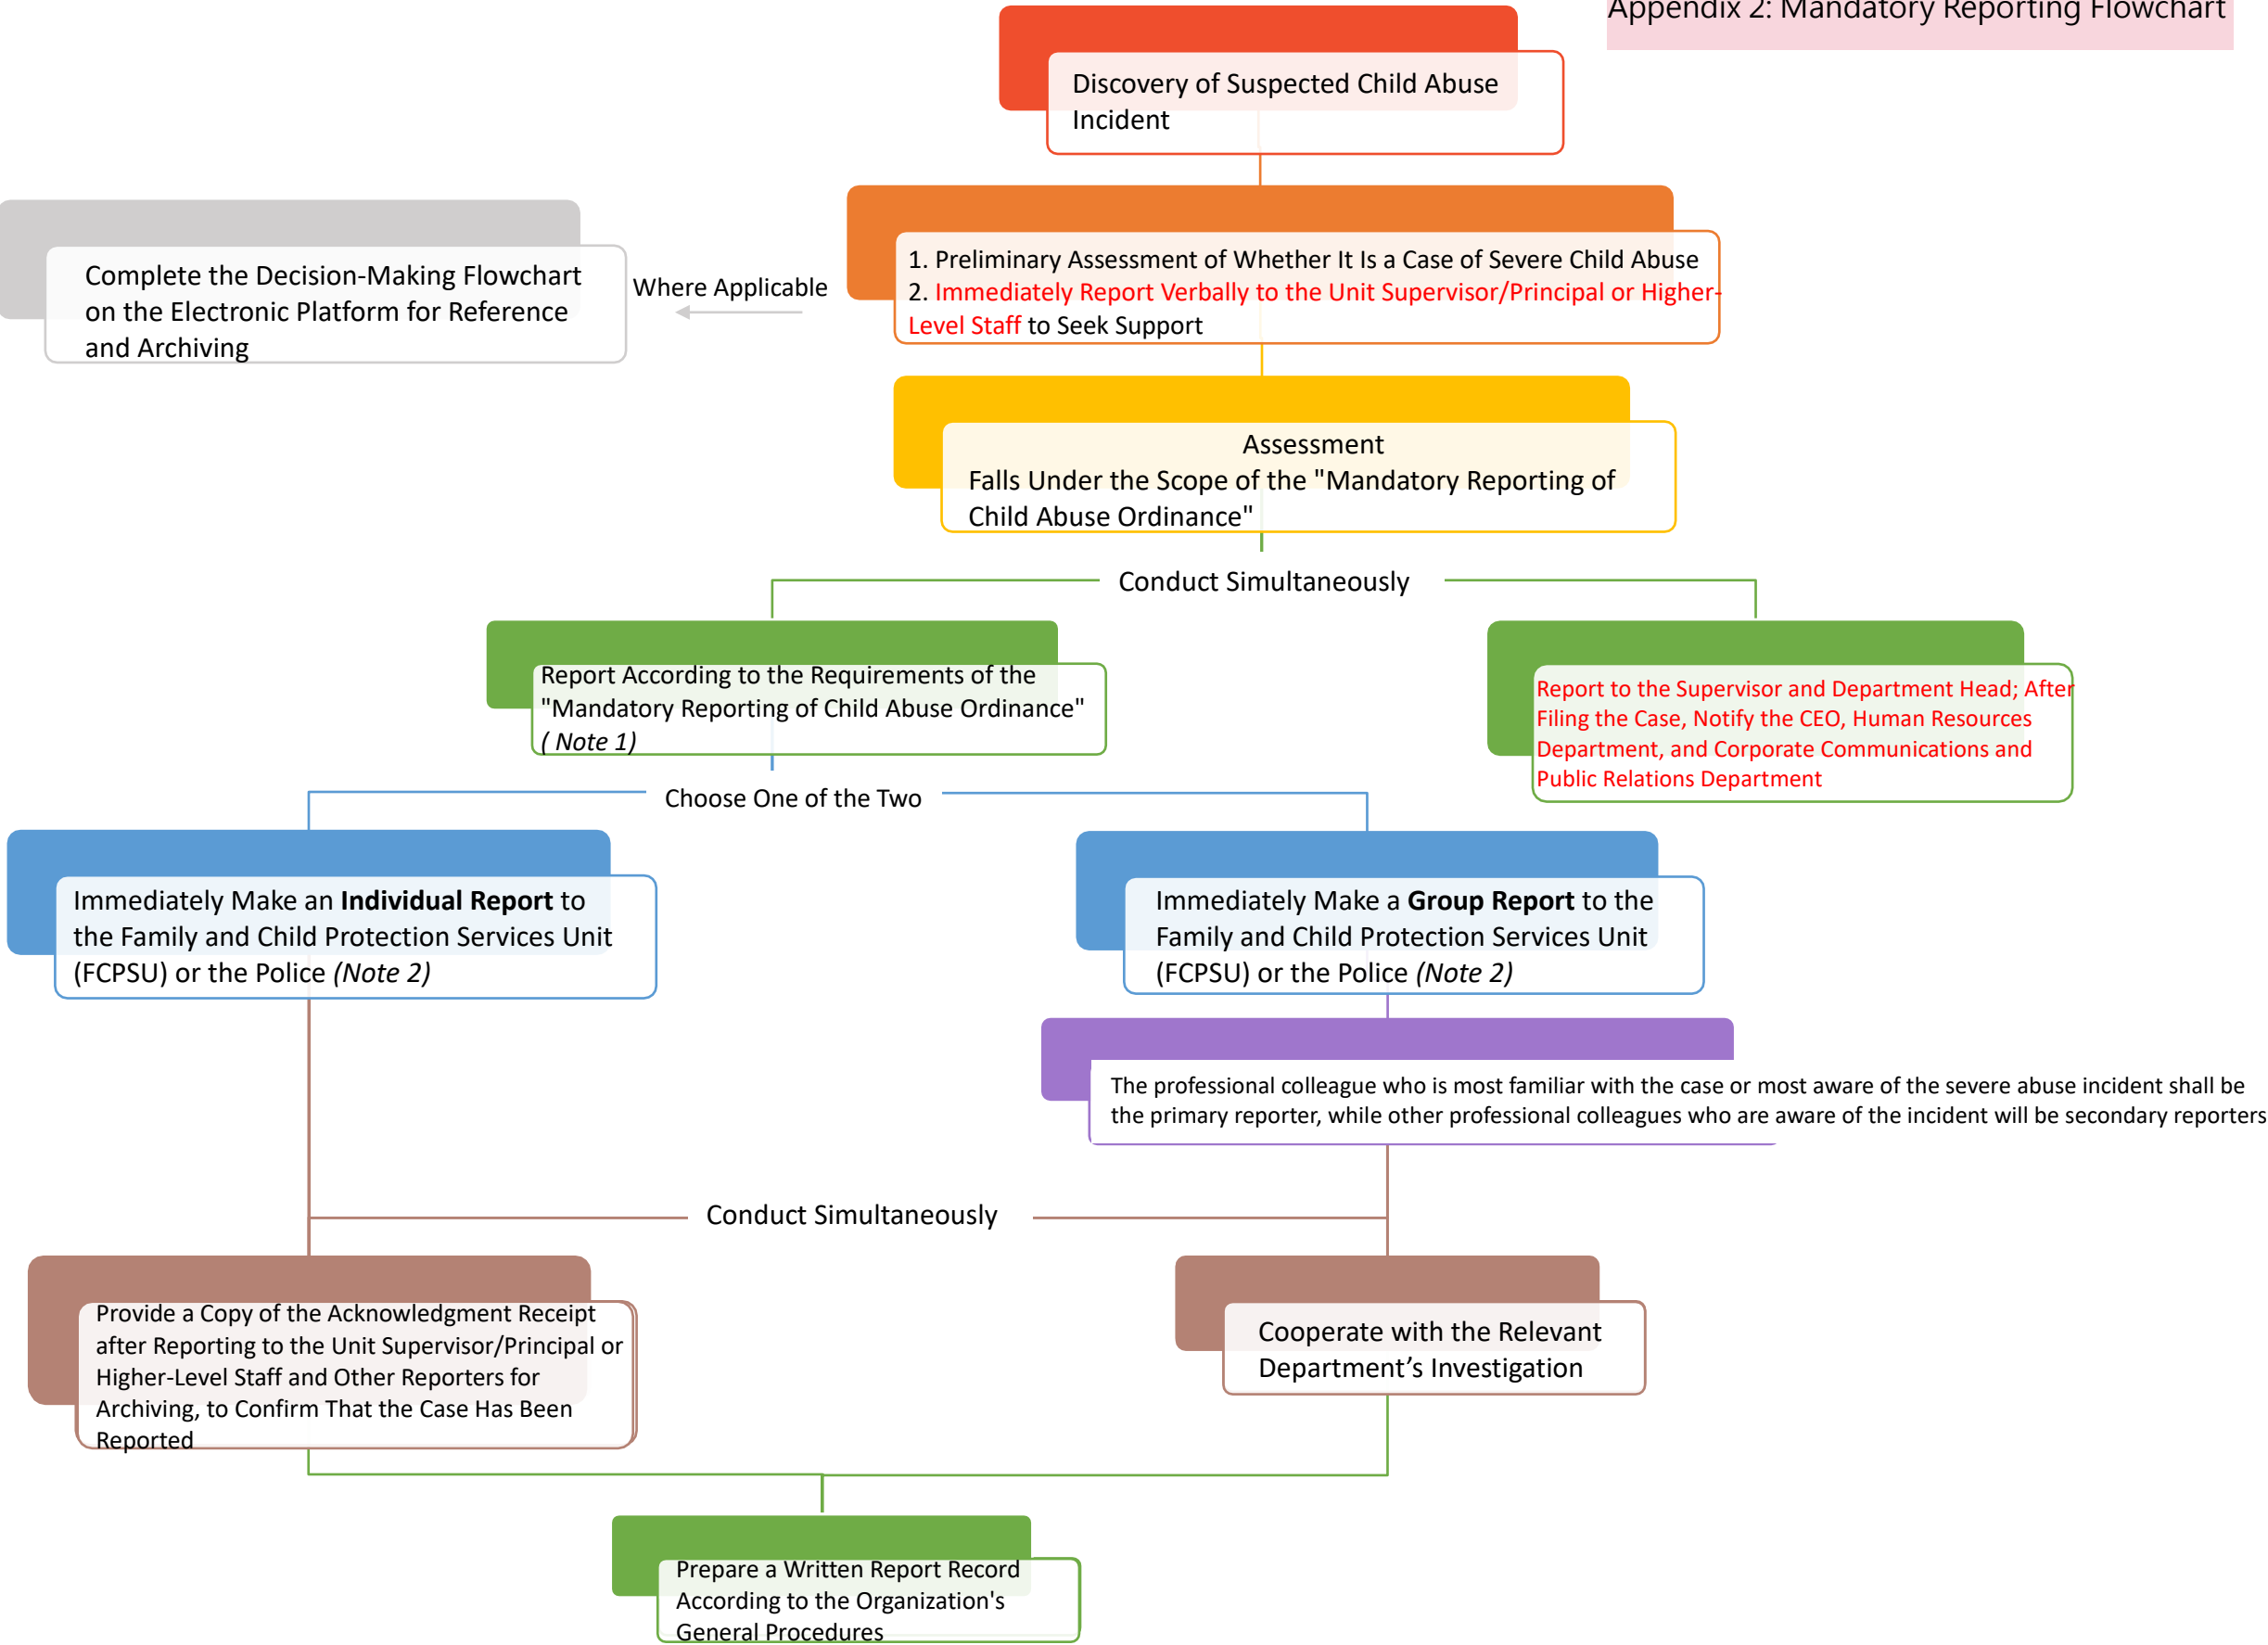 Appendix 2: Mandatory Reporting Flowchart
Discovery of Suspected Child Abuse
Incident
Complete the Decision-Making Flowchart
on the Electronic Platform for Reference
and Archiving
Where Applicable
1. Preliminary Assessment of Whether It Is a Case of Severe Child Abuse
2. Immediately Report Verbally to the Unit Supervisor/Principal or Higher-
Level Staff to Seek Support
Assessment
Falls Under the Scope of the "Mandatory Reporting of
Child Abuse Ordinance"
Conduct Simultaneously
Report According to the Requirements of the
"Mandatory Reporting of Child Abuse Ordinance"
( Note 1)
Report to the Supervisor and Department Head; After
Filing the Case, Notify the CEO, Human Resources
Department, and Corporate Communications and
Public Relations Department
Choose One of the Two
Immediately Make an Individual Report to
the Family and Child Protection Services Unit
(FCPSU) or the Police (Note 2)
Immediately Make a Group Report to the
Family and Child Protection Services Unit
(FCPSU) or the Police (Note 2)
The professional colleague who is most familiar with the case or most aware of the severe abuse incident shall be
the primary reporter, while other professional colleagues who are aware of the incident will be secondary reporters
Conduct Simultaneously
Provide a Copy of the Acknowledgment Receipt
after Reporting to the Unit Supervisor/Principal or
Higher-Level Staff and Other Reporters for
Archiving, to Confirm That the Case Has Been
Reported
Cooperate with the Relevant
Department’s Investigation
Prepare a Written Report Record
According to the Organization's
General Procedures